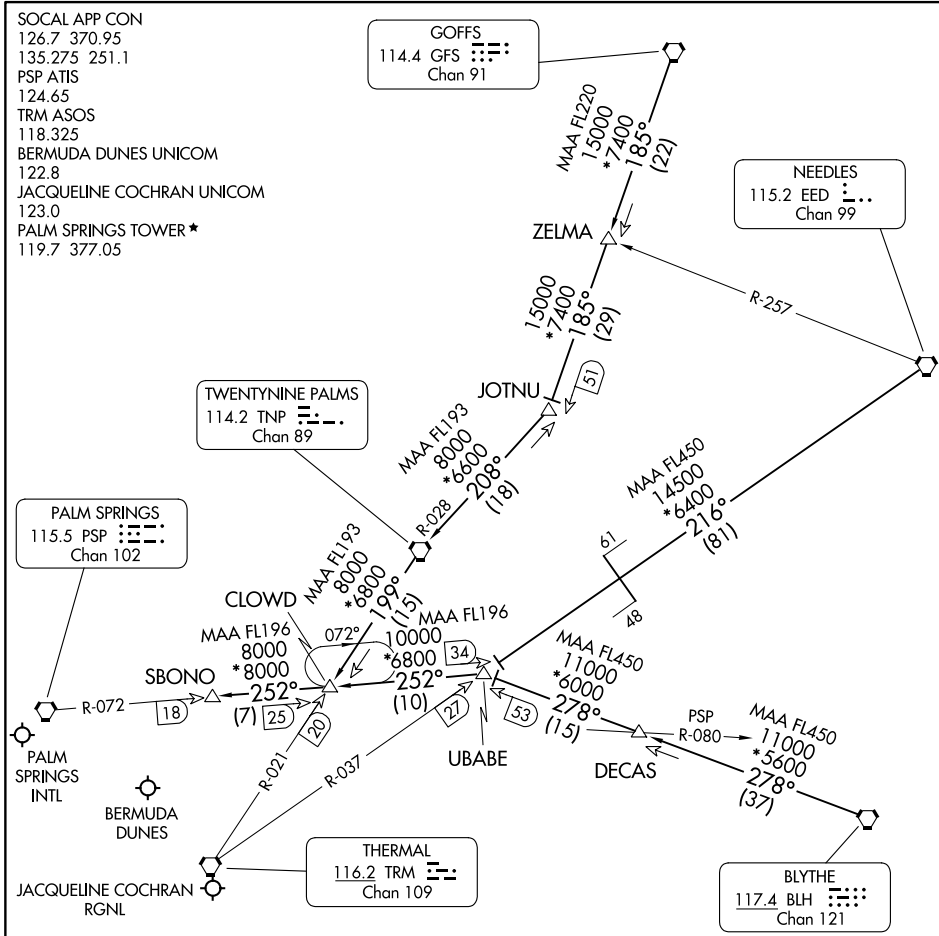 SOCAL APP CON
126.7 370.95
135.275 251.1
PSP ATIS
124.65
TRM ASOS
118.325
BERMUDA DUNES UNICOM
122.8
JACQUELINE COCHRAN UNICOM
123.0
PALM SPRINGS TOWER ★
119.7 377.05
GOFFS
114.4 GFS
Chan 91
MAA FL220
15000
*7400
185°
(22)
NEEDLES
115.2 EED
Chan 99
ZELMA
R-257
15000
*7400
185°
(29)
51
JOTNU
TWENTYNINE PALMS
114.2 TNP
Chan 89
MAA FL193
8000
*6600
208°
(18)
R-028
MAA FL450
14500
*6400
216°
(81)
61
48
PALM SPRINGS
115.5 PSP
Chan 102
MAA FL193
8000
*6800
199°
(15)
CLOWD
072°
MAA FL196
10000
*6800
252°
(10)
34
MAA FL196
8000
*8000
252°
(7)
SBONO
R-072
18
25
20
R-021
R-037
27
53
UBABE
MAA FL450
11000
*6000
278°
(15)
PSP
R-080
DECAS
MAA FL450
11000
*5600
278°
(37)
PALM
SPRINGS
INTL
BERMUDA
DUNES
THERMAL
116.2 TRM
Chan 109
JACQUELINE COCHRAN
RGNL
BLYTHE
117.4 BLH
Chan 121